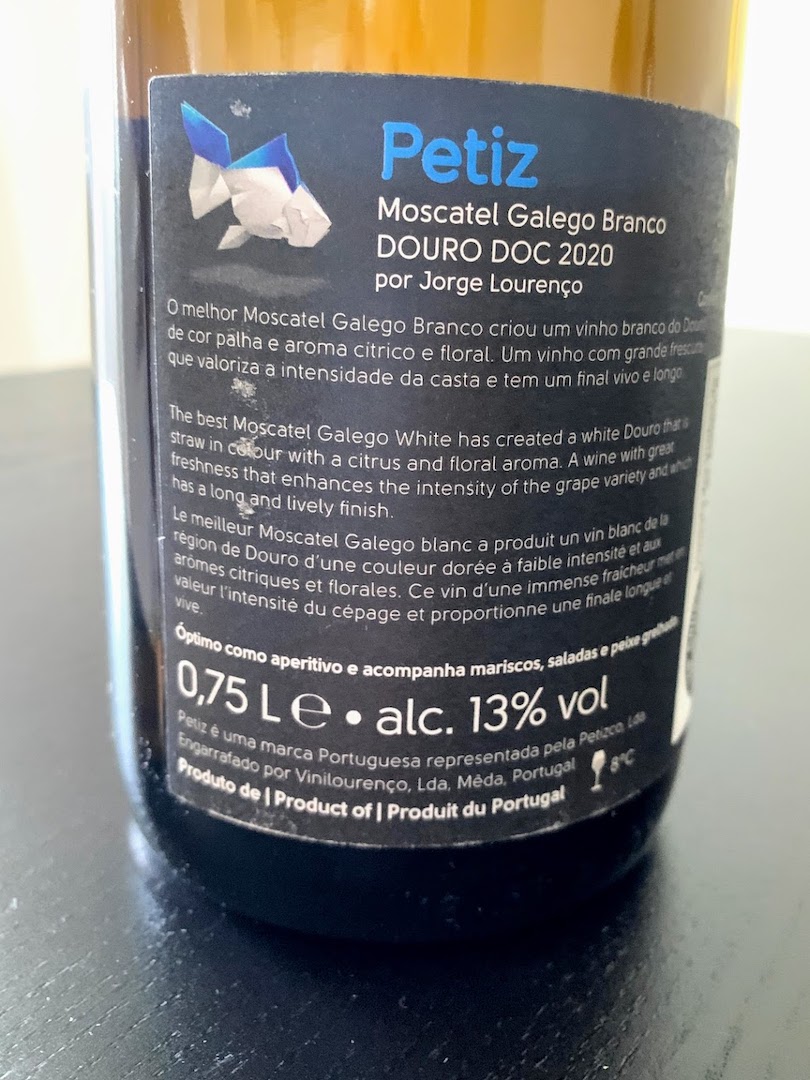 Petiz
Moscatel Galego Branco
DOURO DOC 2020
por Jorge Lourenço
O melhor Moscatel Galego Branco criou um vinho branco do Douro
de cor palha e aroma cítrico e floral. Um vinho com grande frescura
que valoriza a intensidade da casta e tem um final vivo e longo.
The best Moscatel Galego White has created a white Douro that is
straw in colour with a citrus and floral aroma. A wine with great
freshness that enhances the intensity of the grape variety and which
has a long and lively finish.
Le meilleur Moscatel Galego blanc a produit un vin blanc de la
région de Douro d'une couleur dorée à faible intensité et aux
arômes citriques et florales. Ce vin d'une immense fraîcheur met en
valeur l'intensité du cépage et proportionne une finale longue et
vive.
Óptimo como aperitivo e acompanha mariscos, saladas e peixe grelhado.
0,75 L e • alc. 13% vol
Petiz é uma marca Portuguesa representada pela Petizco, Lda.
Engarrafado por Vinilourenço, Lda, Mêda, Portugal
8ºC
Produto de | Product of | Produit du Portugal